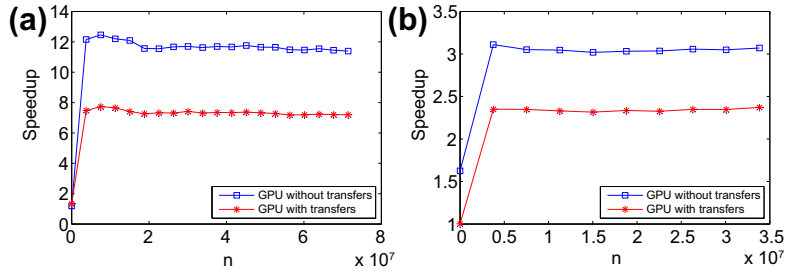 (a)
Speedup
14
12
10
8
6
4
2
0
0 2 4 6 8
n
x 10^7
GPU without transfers
GPU with transfers
(b)
Speedup
3.5
3
2.5
2
1.5
1
0 0.5 1 1.5 2 2.5 3 3.5
n
x 10^7
GPU without transfers
GPU with transfers